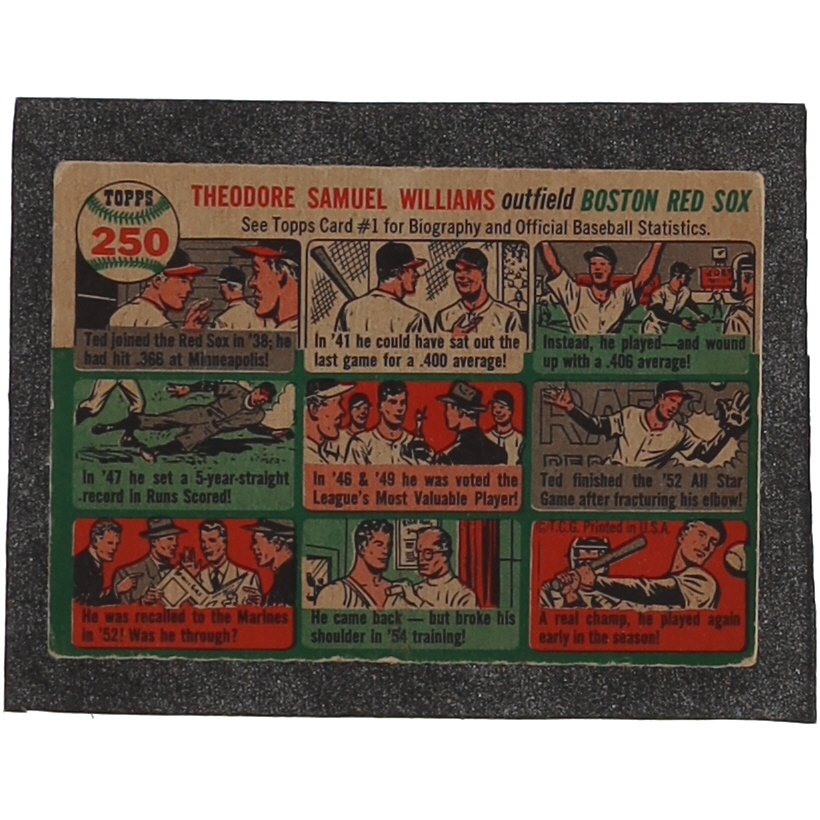 TOPPS
250
THEODORE SAMUEL WILLIAMS outfield BOSTON RED SOX
See Topps Card #1 for Biography and Official Baseball Statistics.
Ted joined the Red Sox in '38; he
had hit .366 at Minneapolis!
In '41 he could have sat out the
last game for a .400 average!
Instead, he played—and wound
up with a .406 average!
In '47 he set a 5-year-straight
record in Runs Scored!
In '46 & '49 he was voted the
League's Most Valuable Player!
Ted finished the '52 All Star
Game after fracturing his elbow!
He was recalled to the Marines
in '52! Was he through?
He came back — but broke his
shoulder in '54 training!
©T.C.G. Printed in U.S.A.
A real champ, he played again
early in the season!